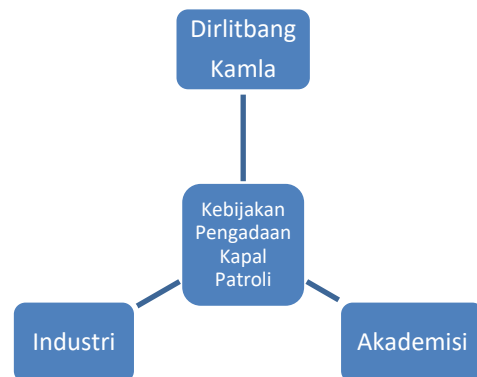 Dirlitbang
Kamla
Kebijakan
Pengadaan
Kapal
Patroli
Industri
Akademisi